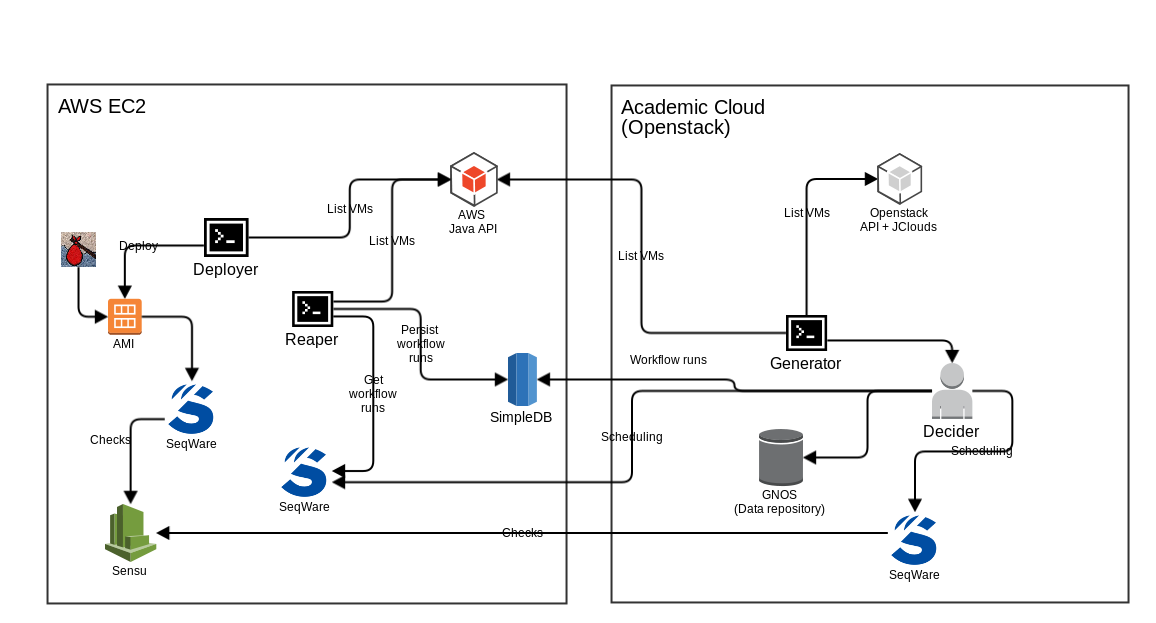 AWS EC2
Academic Cloud
(Openstack)
AWS
Java API
Openstack
API + JClouds
List VMs
List VMs
List VMs
List VMs
Deploy
Deployer
AMI
Reaper
Persist
workflow
runs
Generator
Workflow runs
Get
workflow
runs
SimpleDB
Decider
SeqWare
Checks
Scheduling
Scheduling
SeqWare
GNOS
(Data repository)
Checks
Sensu
SeqWare